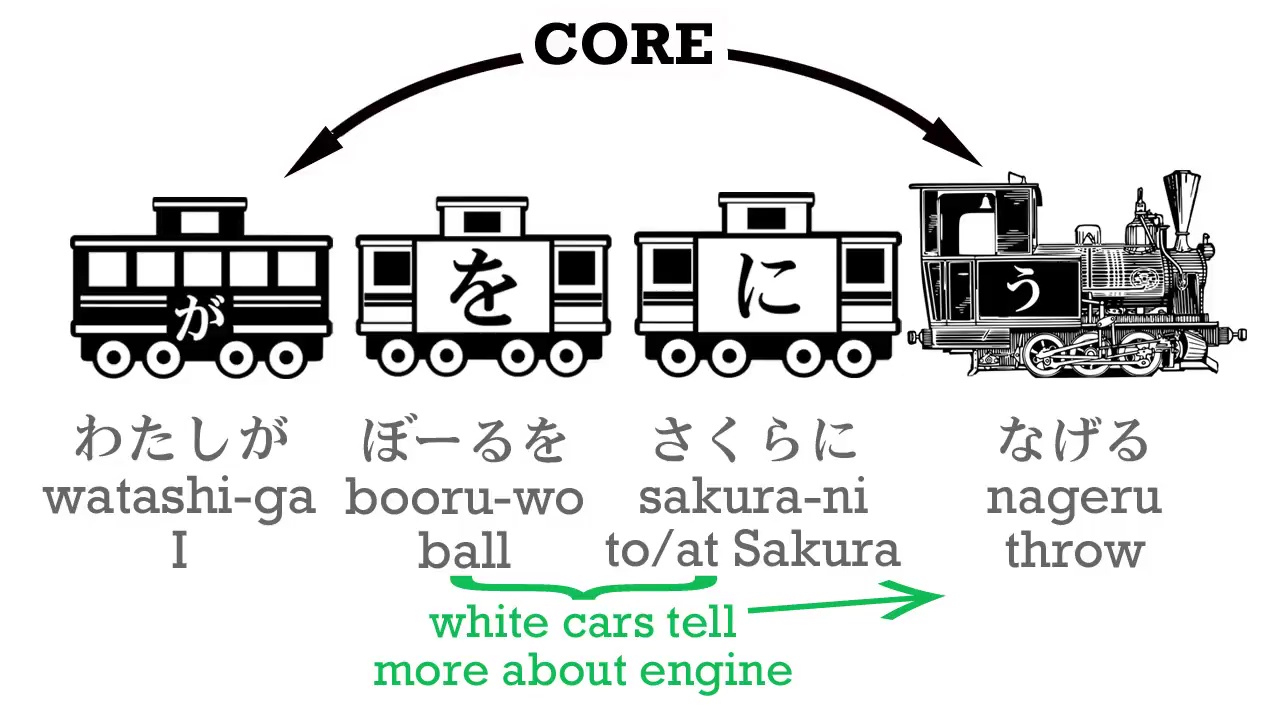 CORE
が
を
に
う
わたしが
ぼーるを
さくらに
なげる
watashi-ga
booru-wo
sakura-ni
nageru
I
ball
to/at Sakura
throw
white cars tell
more about engine